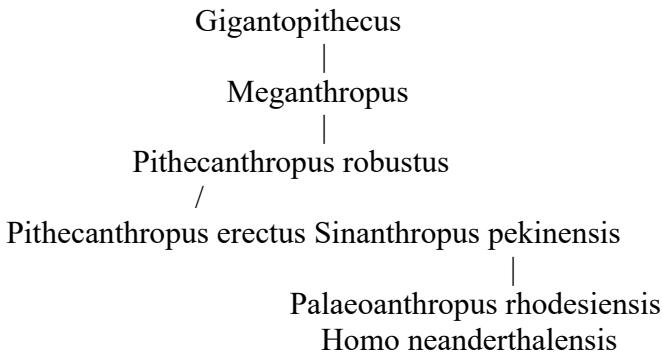 Gigantopithecus
|
Meganthropus
|
Pithecanthropus robustus
/
Pithecanthropus erectus Sinanthropus pekinensis
|
Palaeoanthropus rhodesiensis
Homo neanderthalensis